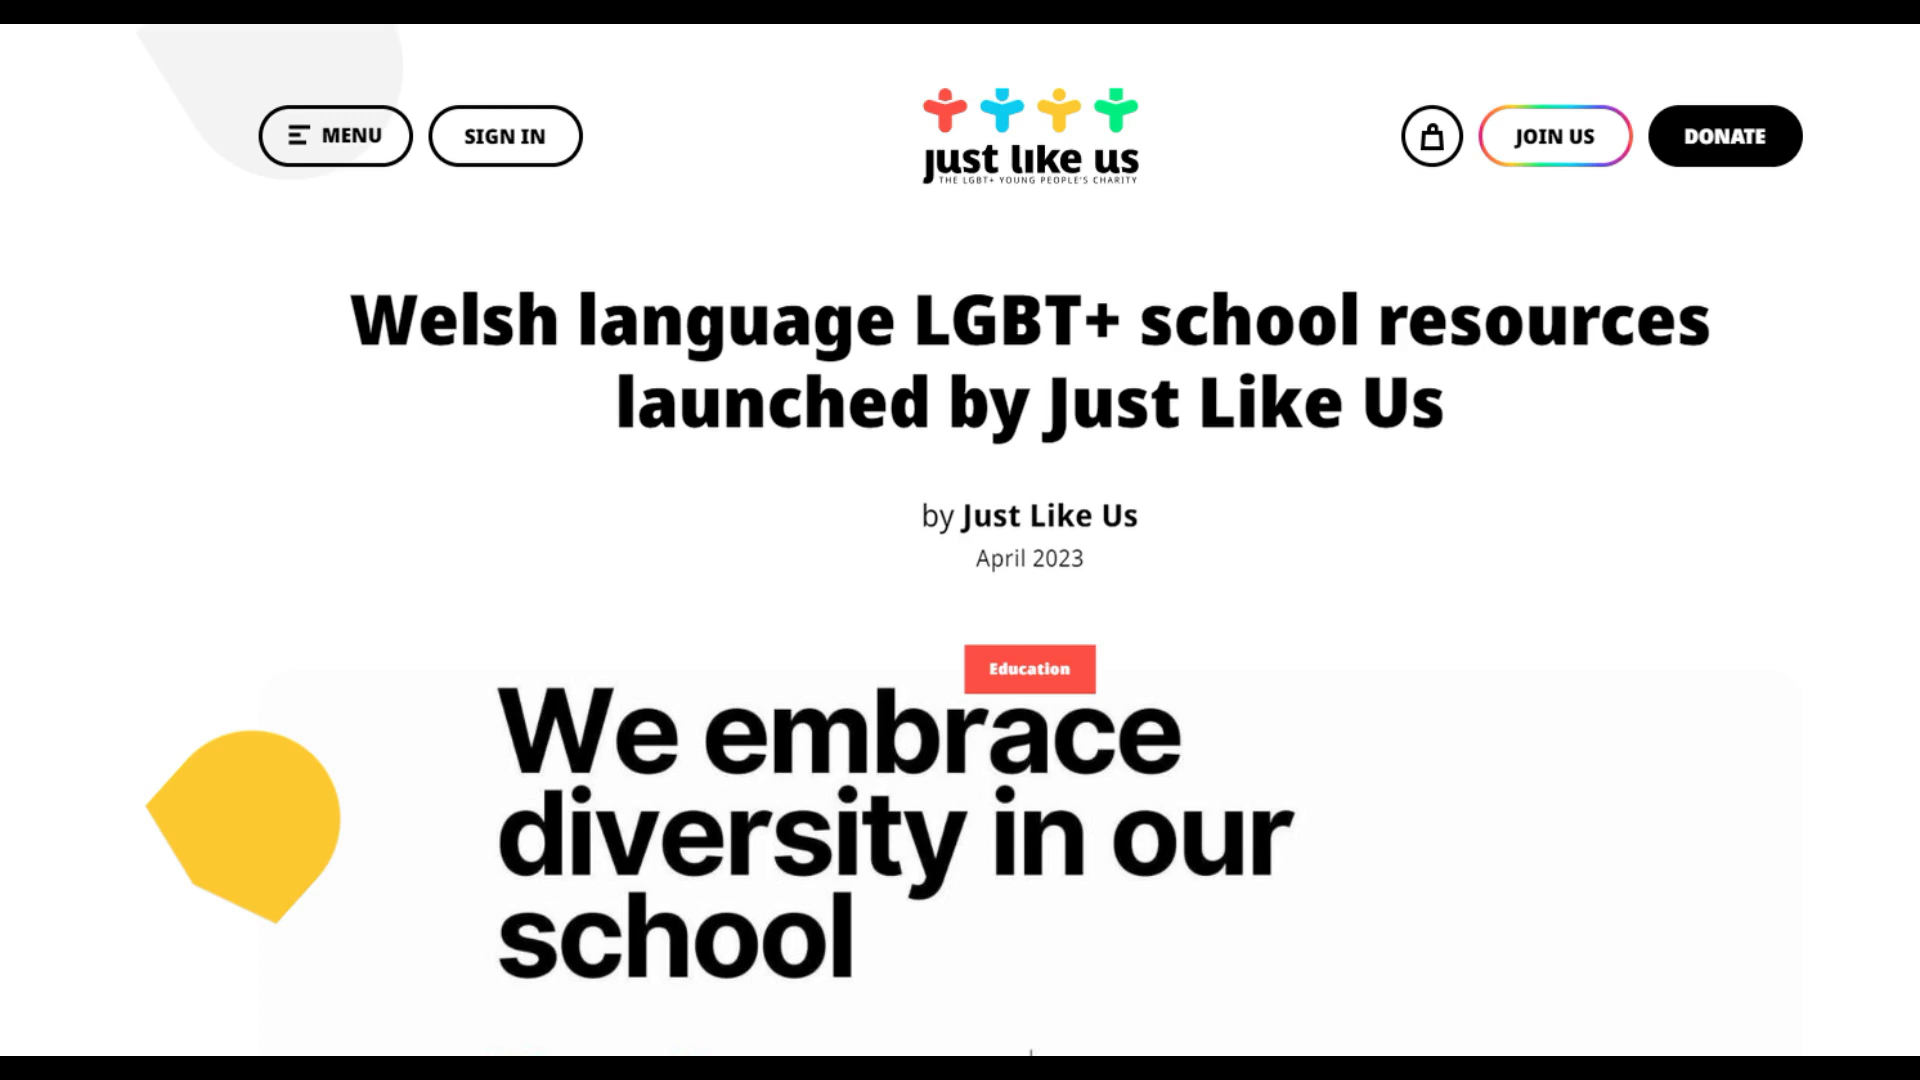 MENU
SIGN IN
just like us
THE LGBT+ YOUNG PEOPLE'S CHARITY
JOIN US
DONATE
Welsh language LGBT+ school resources
launched by Just Like Us
by Just Like Us
April 2023
Education
We embrace
diversity in our
school